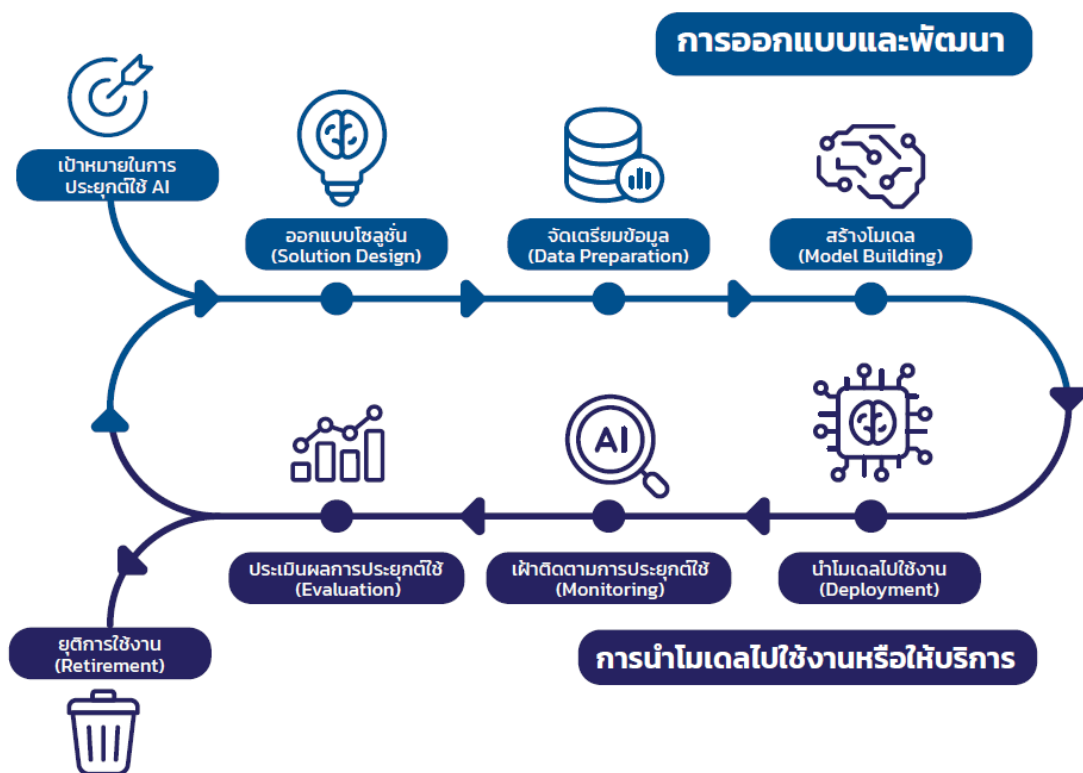 การออกแบบและพัฒนา
เป้าหมายในการ
ประยุกต์ใช้ AI
ออกแบบโซลูชั่น
(Solution Design)
จัดเตรียมข้อมูล
(Data Preparation)
สร้างโมเดล
(Model Building)
AI
ประเมินผลการประยุกต์ใช้
(Evaluation)
เฝ้าติดตามการประยุกต์ใช้
(Monitoring)
นำโมเดลไปใช้งาน
(Deployment)
ยุติการใช้งาน
(Retirement)
การนำโมเดลไปใช้งานหรือให้บริการ